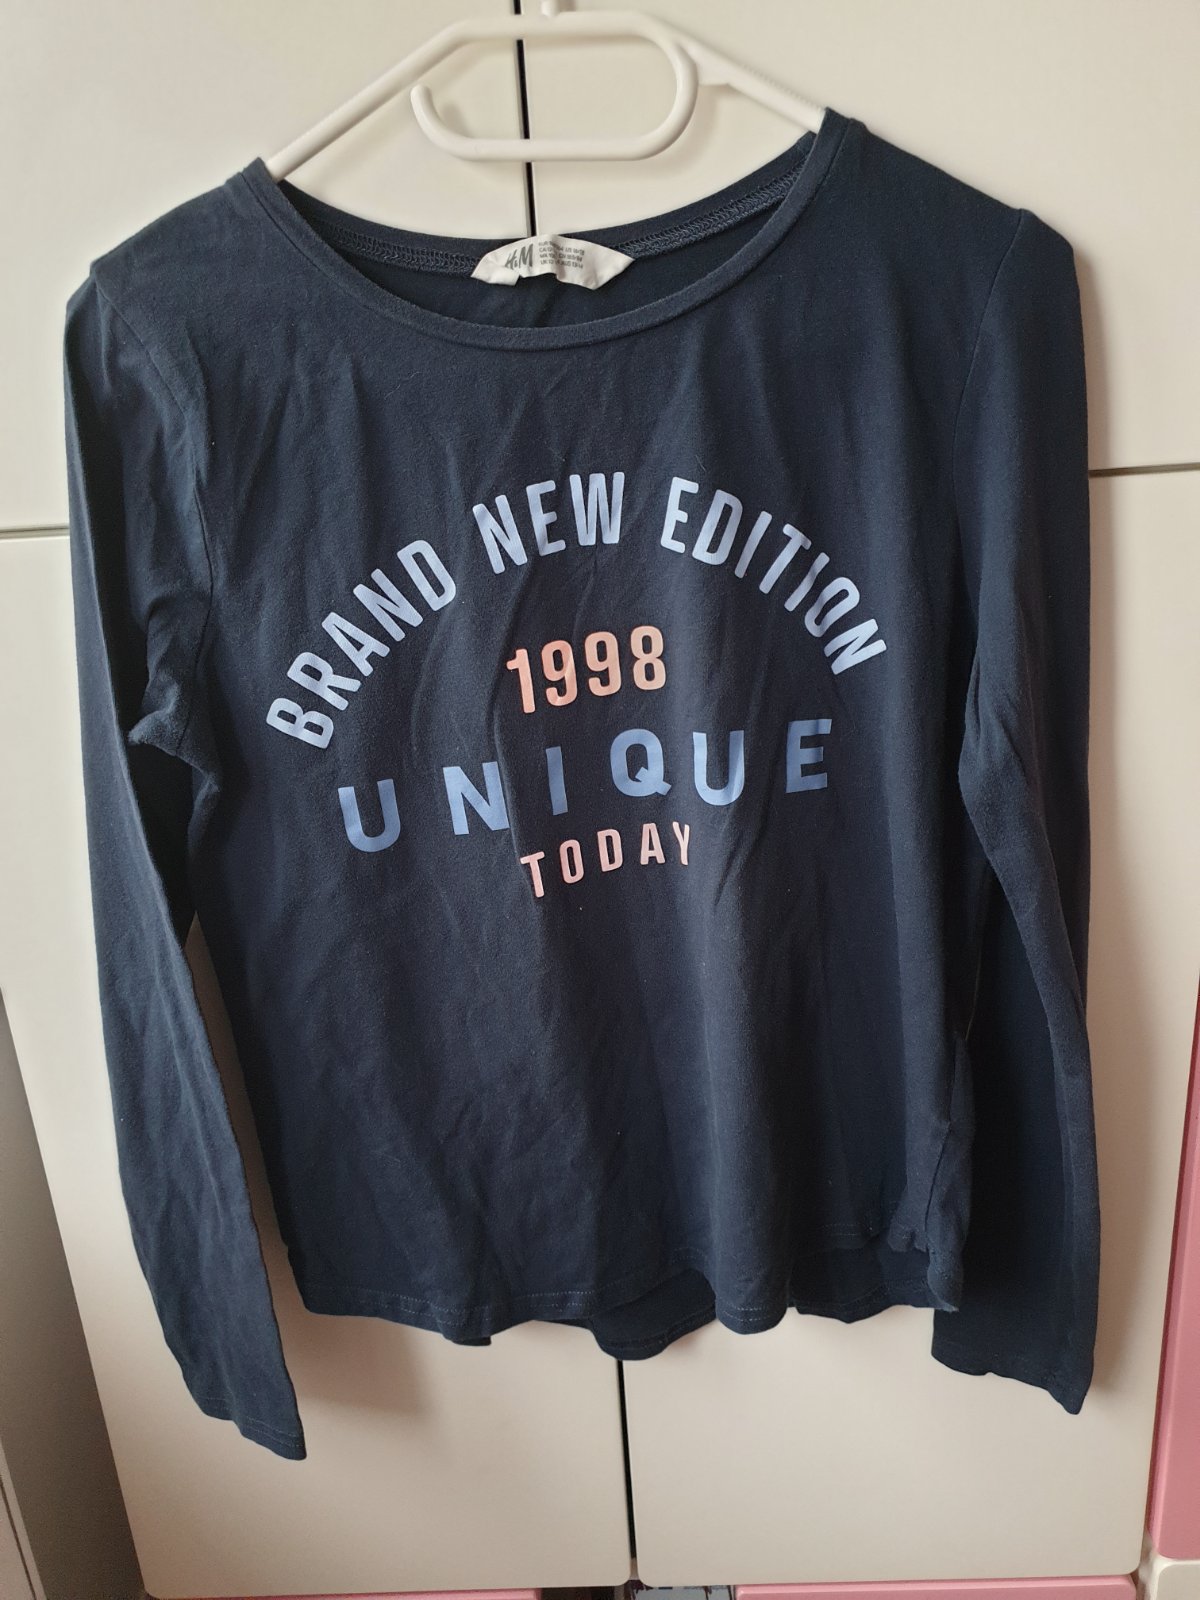 H&M
BRAND NEW EDITION
1998
UNIQUE
TODAY